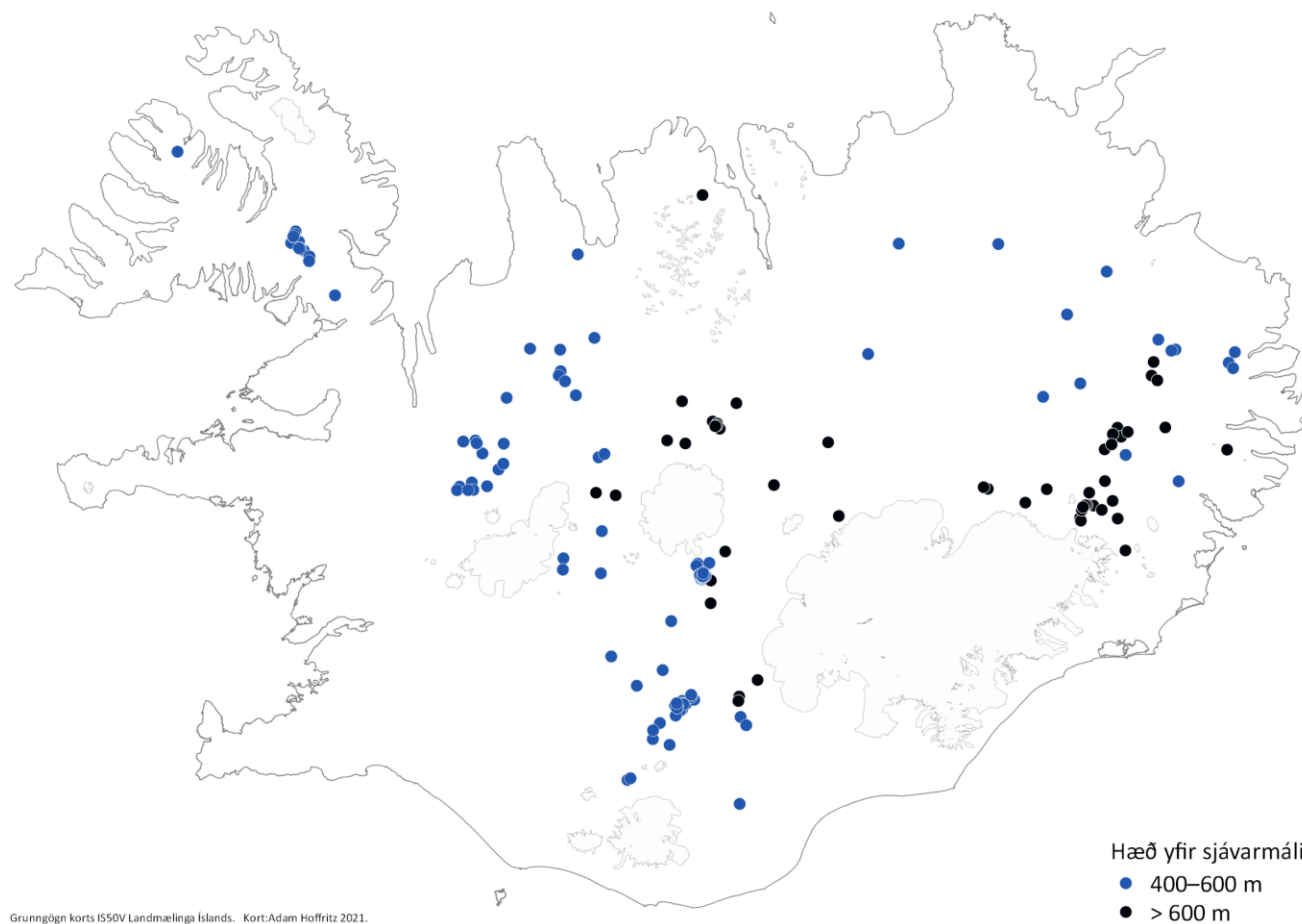 Hæð yfir sjávarmáli
400–600 m
> 600 m
Grunngögn korts IS50V Landmælinga Íslands. Kort:Adam Hoffritz 2021.